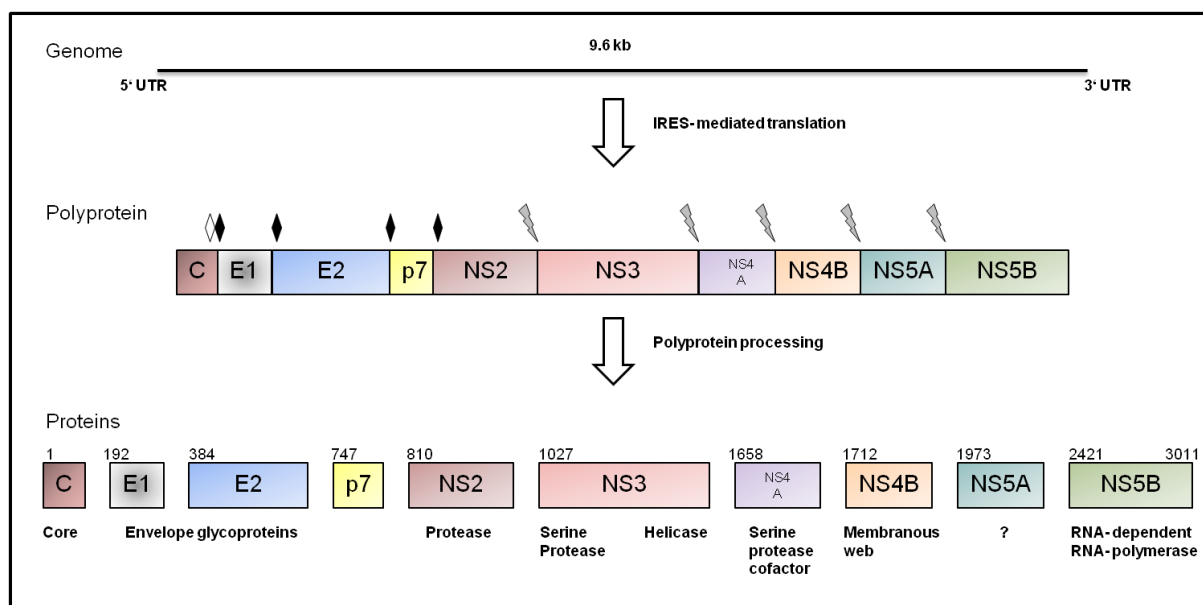 Genome
9.6 kb
5' UTR
3' UTR
IRES-mediated translation
Polyprotein
C E1 E2 p7 NS2 NS3 NS4 NS4B NS5A NS5B
A
Polyprotein processing
Proteins
1 192 384 747 810 1027 1658 1712 1973 2421 3011
C E1 E2 p7 NS2 NS3 NS4 NS4B NS5A NS5B
A
Core Envelope glycoproteins Protease Serine Helicase Serine Membranous ? RNA-dependent
Protease protease web RNA-polymerase
cofactor